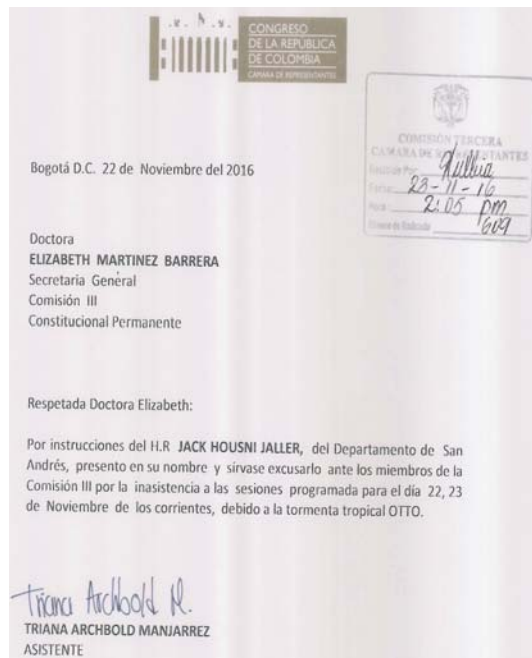 CONGRESO
DE LA REPÚBLICA
DE COLOMBIA
CAMARA DE REPRESENTANTES
COMISIÓN TERCERA
CAMARA DE REPRESENTANTES
23-11-16
2:05 pm
609
Bogotá D.C. 22 de Noviembre del 2016
Doctora
ELIZABETH MARTINEZ BARRERA
Secretaria General
Comisión III
Constitucional Permanente
Respetada Doctora Elizabeth:
Por instrucciones del H.R JACK HOUSNI JALLER, del Departamento de San
Andrés, presento en su nombre y sírvase excusarlo ante los miembros de la
Comisión III por la inasistencia a las sesiones programada para el día 22, 23
de Noviembre de los corrientes, debido a la tormenta tropical OTTO.
Triana Archbold M.
TRIANA ARCHBOLD MANJARREZ
ASISTENTE